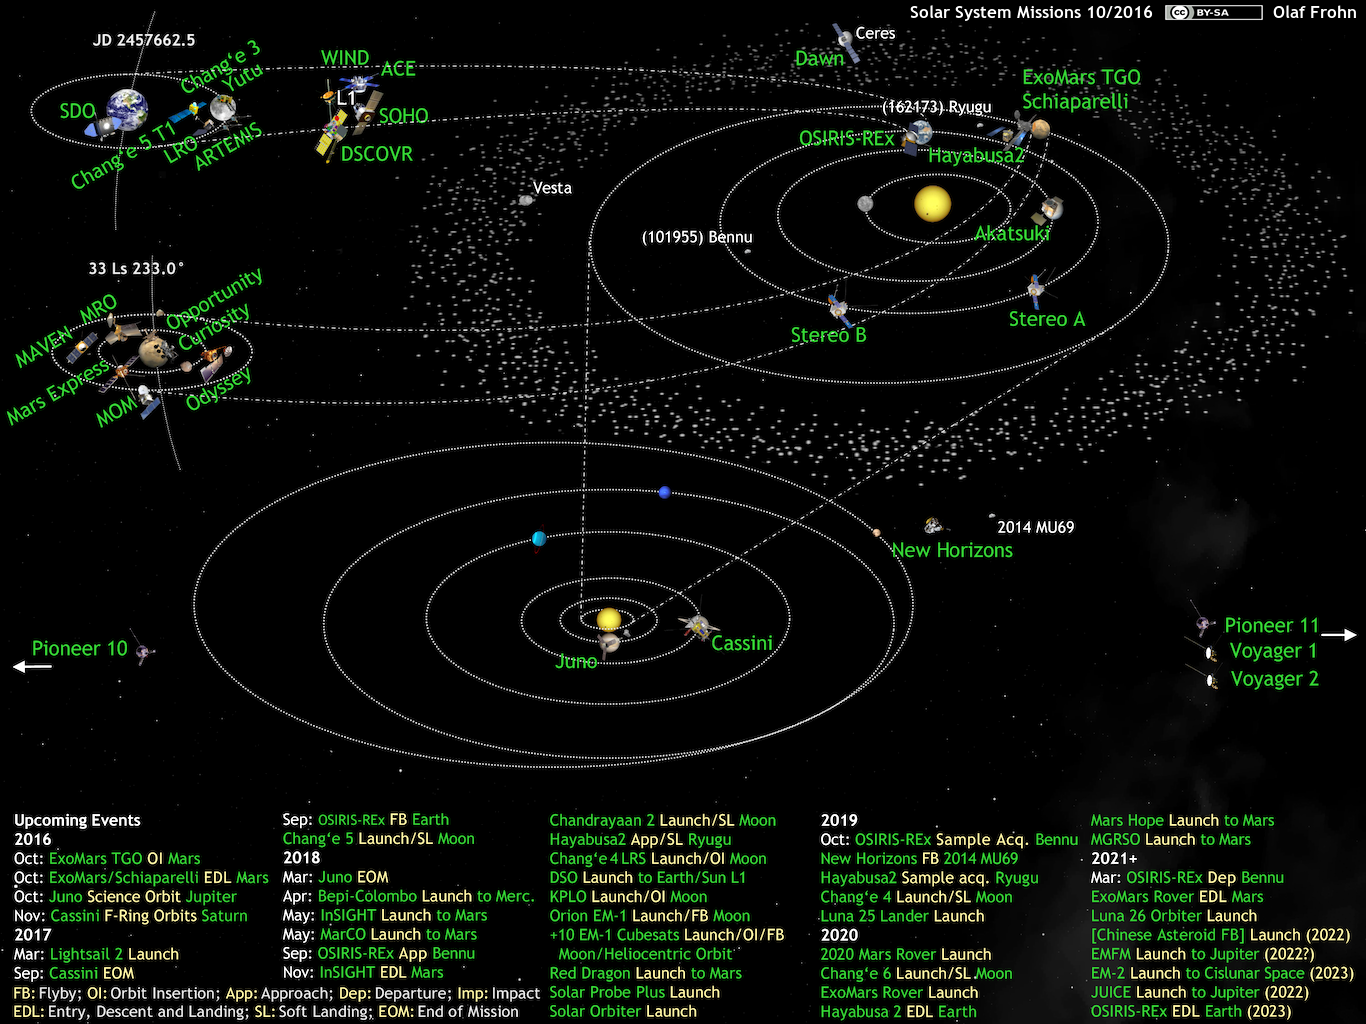 Solar System Missions 10/2016 cc BY-SA Olaf Frohn
JD 2457662.5
Chang‘e 3
Yutu
SDO
Chang‘e 5 T1
LRO
ARTEMIS
WIND
ACE
L1
SOHO
DSCOVR
Ceres
Dawn
ExoMars TGO
Schiaparelli
(162173) Ryugu
OSIRIS-REx
Hayabusa2
Vesta
(101955) Bennu
Akatsuki
Stereo A
Stereo B
33 Ls 233.0°
MAVEN
MRO
Opportunity
Curiosity
Mars Express
MOM
Odyssey
2014 MU69
New Horizons
Pioneer 10
Juno
Cassini
Pioneer 11
Voyager 1
Voyager 2
Upcoming Events
2016
Oct: ExoMars TGO OI Mars
Oct: ExoMars/Schiaparelli EDL Mars
Oct: Juno Science Orbit Jupiter
Nov: Cassini F-Ring Orbits Saturn
2017
Mar: Lightsail 2 Launch
Sep: Cassini EOM
Sep: OSIRIS-REx FB Earth
Chang‘e 5 Launch/SL Moon
2018
Mar: Juno EOM
Apr: Bepi-Colombo Launch to Merc.
May: InSIGHT Launch to Mars
May: MarCO Launch to Mars
Sep: OSIRIS-REx App Bennu
Nov: InSIGHT EDL Mars
FB: Flyby; OI: Orbit Insertion; App: Approach; Dep: Departure; Imp: Impact
EDL: Entry, Descent and Landing; SL: Soft Landing; EOM: End of Mission
Chandrayaan 2 Launch/SL Moon
Hayabusa2 App/SL Ryugu
Chang‘e 4 LRS Launch/OI Moon
DSO Launch to Earth/Sun L1
KPLO Launch/OI Moon
Orion EM-1 Launch/FB Moon
+10 EM-1 Cubesats Launch/OI/FB
Moon/Heliocentric Orbit
Red Dragon Launch to Mars
Solar Probe Plus Launch
Solar Orbiter Launch
2019
Oct: OSIRIS-REx Sample Acq. Bennu
New Horizons FB 2014 MU69
Hayabusa2 Sample acq. Ryugu
Chang‘e 4 Launch/SL Moon
Luna 25 Lander Launch
2020
2020 Mars Rover Launch
Chang‘e 6 Launch/SL Moon
ExoMars Rover Launch
Hayabusa 2 EDL Earth
Mars Hope Launch to Mars
MGRSO Launch to Mars
2021+
Mar: OSIRIS-REx Dep Bennu
ExoMars Rover EDL Mars
Luna 26 Orbiter Launch
[Chinese Asteroid FB] Launch (2022)
EMFM Launch to Jupiter (2022?)
EM-2 Launch to Cislunar Space (2023)
JUICE Launch to Jupiter (2022)
OSIRIS-REx EDL Earth (2023)